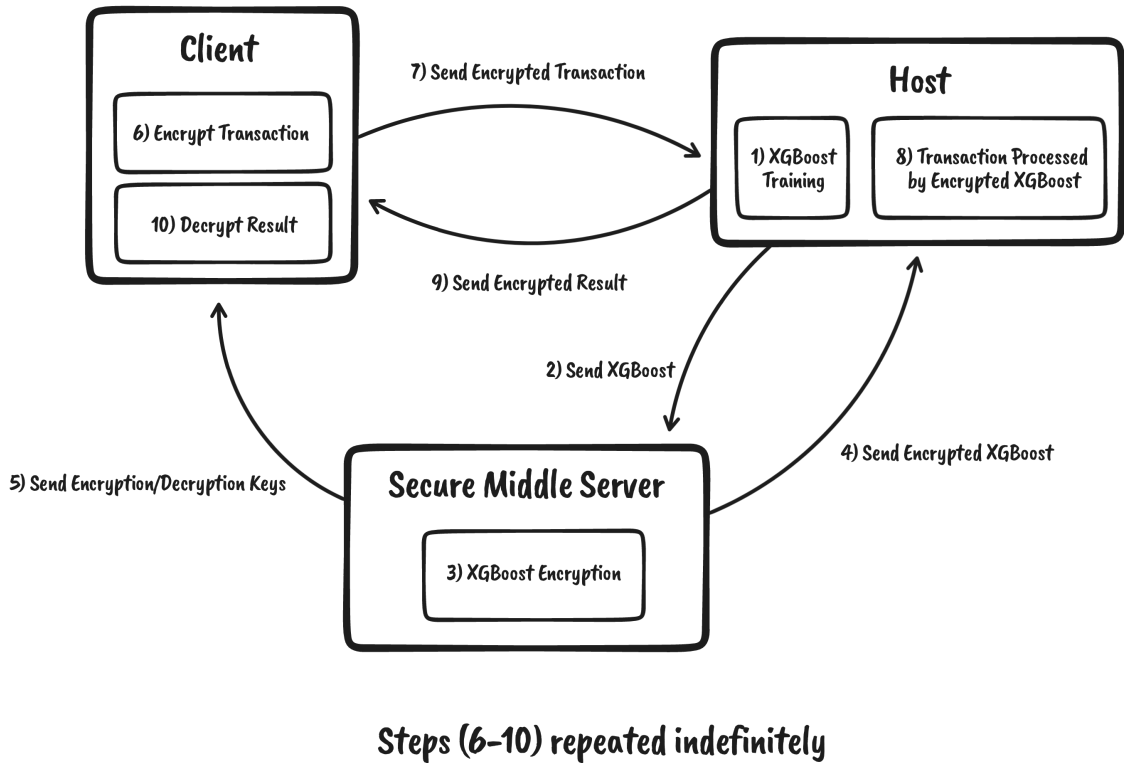 Client
7) Send Encrypted Transaction
Host
6) Encrypt Transaction
1) XGBoost
Training
8) Transaction Processed
by Encrypted XGBoost
10) Decrypt Result
9) Send Encrypted Result
2) Send XGBoost
4) Send Encrypted XGBoost
5) Send Encryption/Decryption Keys
Secure Middle Server
3) XGBoost Encryption
Steps (6-10) repeated indefinitely